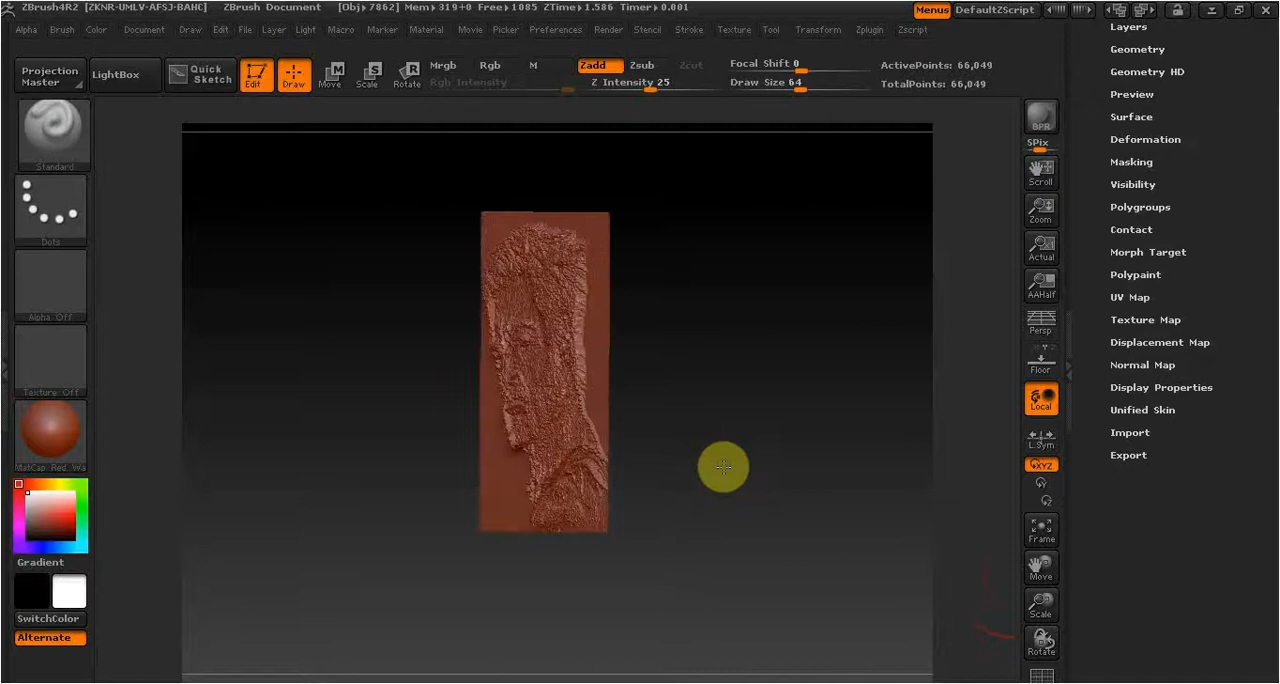 ZBrush4R2 [ZKNR-UMLV-AFSJ-BAHC] ZBrush Document [Obj▸7862] Mem▸319+0 Free▸1085 ZTime▸1.586 Timer▸0.001 Menus DefaultZScript
Alpha Brush Color Document Draw Edit File Layer Light Macro Marker Material Movie Picker Preferences Render Stencil Stroke Texture Tool Transform Zplugin Zscript
Projection Master
LightBox
Quick Sketch
Edit
Draw
Move
Scale
Rotate
Mrgb Rgb M
Rgb Intensity
Zadd Zsub Zcut
Z Intensity 25
Focal Shift 0
Draw Size 64
ActivePoints: 66,049
TotalPoints: 66,049
Standard
Dots
Alpha Off
Texture Off
MatCap Red Wa
Gradient
SwitchColor
Alternate
BPR
SPix
Scroll
Zoom
Actual
AAHalf
Persp
Floor
Local
L.Sym
XYZ
Frame
Move
Scale
Rotate
Layers
Geometry
Geometry HD
Preview
Surface
Deformation
Masking
Visibility
Polygroups
Contact
Morph Target
Polypaint
UV Map
Texture Map
Displacement Map
Normal Map
Display Properties
Unified Skin
Import
Export